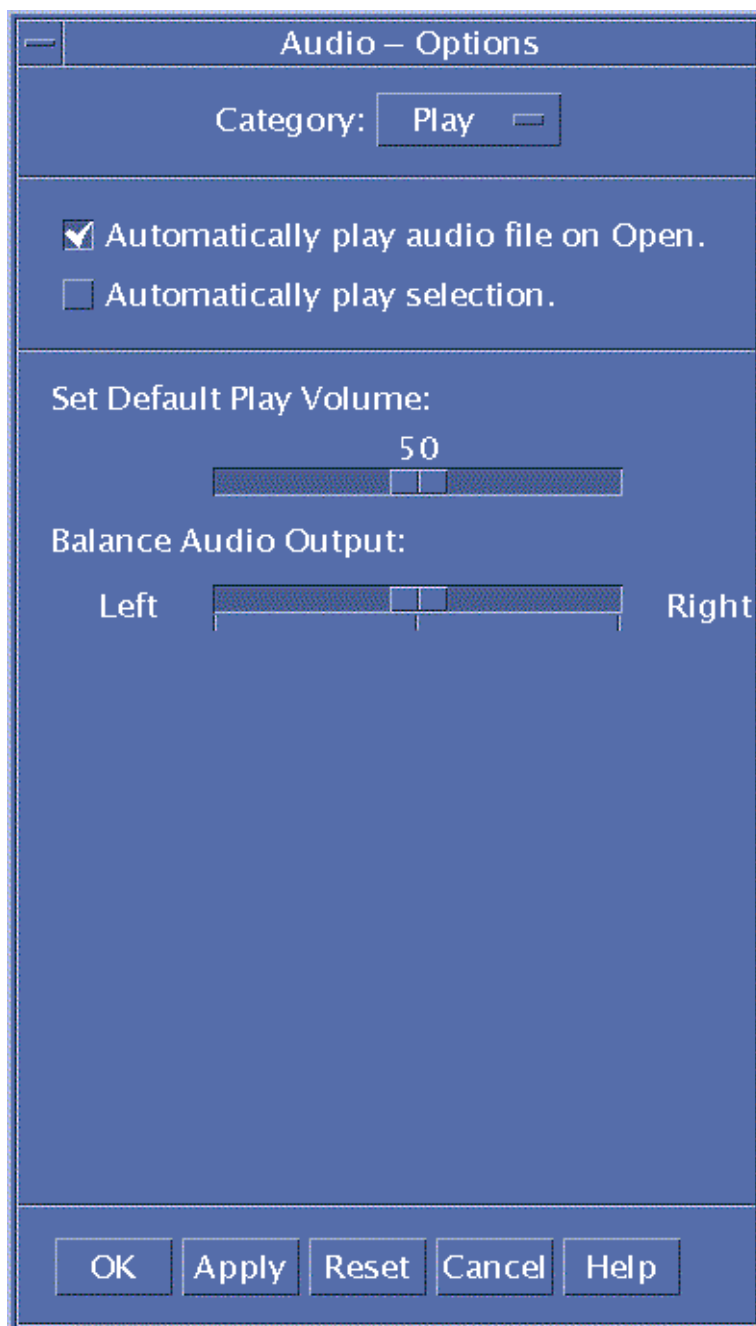 Audio – Options
Category: Play
Automatically play audio file on Open.
Automatically play selection.
Set Default Play Volume:
50
Balance Audio Output:
Left Right
OK Apply Reset Cancel Help